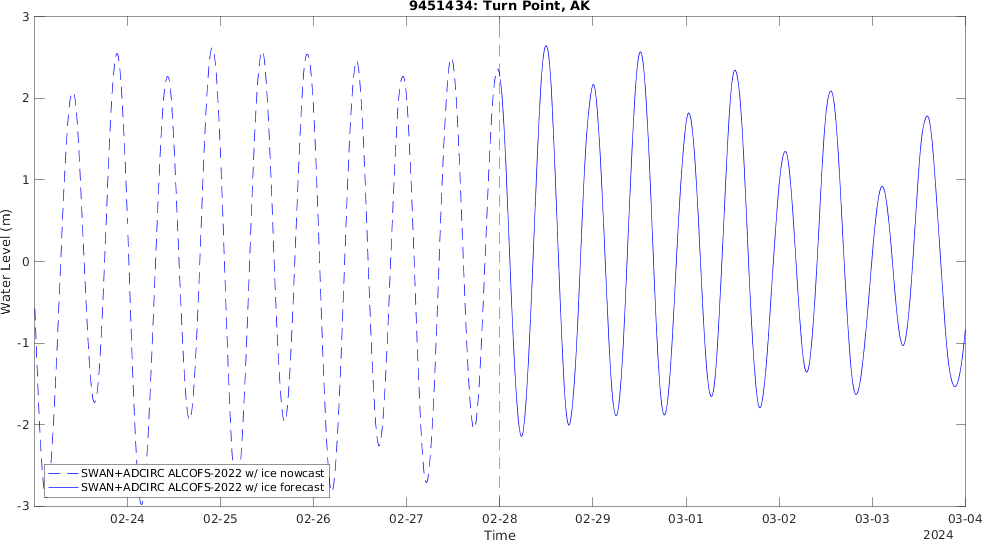 9451434: Turn Point, AK
3
2
1
0
-1
-2
-3
Water Level (m)
SWAN+ADCIRC ALCOFS-2022 w/ ice nowcast
SWAN+ADCIRC ALCOFS-2022 w/ ice forecast
02-24 02-25 02-26 02-27 02-28 02-29 03-01 03-02 03-03 03-04
Time
2024